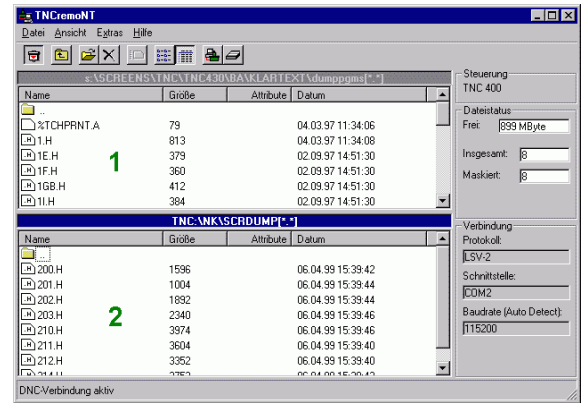 TNCremoNT
Datei Ansicht Extras Hilfe
s:\SCREENS\TNC\TNC430\BA\KLARTEXT\dumppgms[*.*]
Name Größe Attribute Datum
..
%TCHPRNT.A 79 04.03.97 11:34:06
1.H 813 04.03.97 11:34:08
1E.H 379 02.09.97 14:51:30
1F.H 360 02.09.97 14:51:30
1GB.H 412 02.09.97 14:51:30
1I.H 384 02.09.97 14:51:30
1
TNC:\NK\SCRDUMP[*.*]
Name Größe Attribute Datum
..
200.H 1596 06.04.99 15:39:42
201.H 1004 06.04.99 15:39:44
202.H 1892 06.04.99 15:39:44
203.H 2340 06.04.99 15:39:46
210.H 3974 06.04.99 15:39:46
211.H 3604 06.04.99 15:39:40
212.H 3352 06.04.99 15:39:40
2
Steuerung
TNC 400
Dateistatus
Frei: 899 MByte
Insgesamt: 8
Maskiert: 8
Verbindung
Protokoll:
LSV-2
Schnittstelle:
COM2
Baudrate (Auto Detect):
115200
DNC-Verbindung aktiv